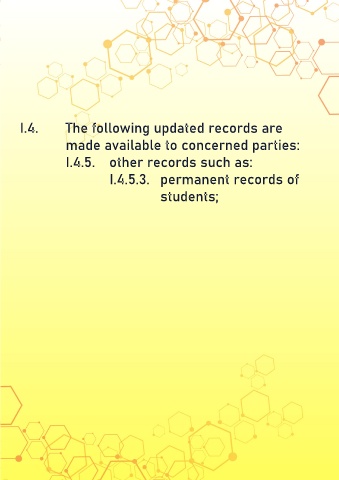 I.4. The following updated records are
made available to concerned parties:
I.4.5. other records such as:
I.4.5.3. permanent records of
students;